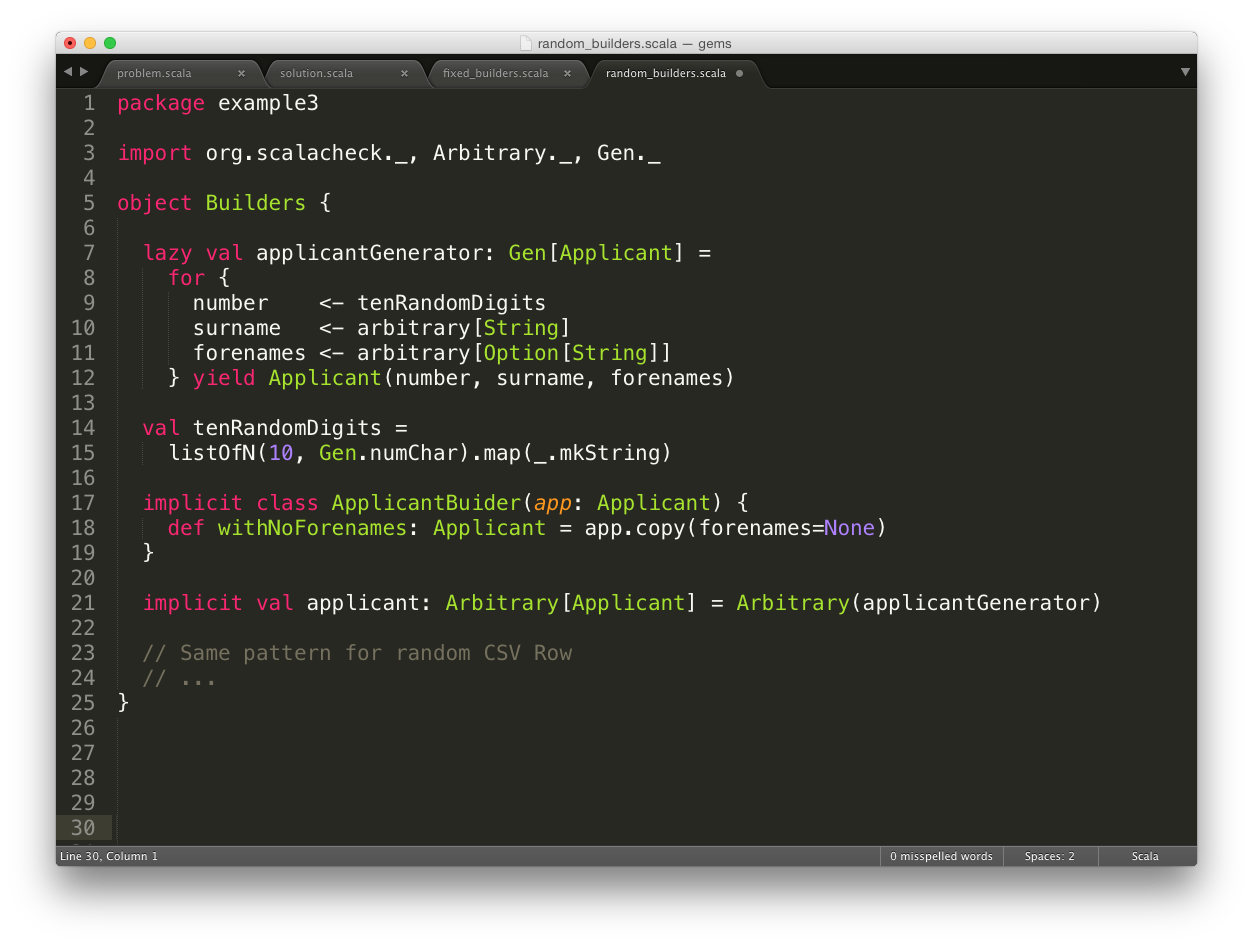 random_builders.scala — gems
problem.scala × solution.scala × fixed_builders.scala × random_builders.scala
1 package example3
2
3 import org.scalacheck._, Arbitrary._, Gen._
4
5 object Builders {
6
7   lazy val applicantGenerator: Gen[Applicant] =
8     for {
9       number    <- tenRandomDigits
10       surname   <- arbitrary[String]
11       forenames <- arbitrary[Option[String]]
12     } yield Applicant(number, surname, forenames)
13
14   val tenRandomDigits =
15     listOfN(10, Gen.numChar).map(_.mkString)
16
17   implicit class ApplicantBuider(app: Applicant) {
18     def withNoForenames: Applicant = app.copy(forenames=None)
19   }
20
21   implicit val applicant: Arbitrary[Applicant] = Arbitrary(applicantGenerator)
22
23   // Same pattern for random CSV Row
24   // ...
25 }
26
27
28
29
30
Line 30, Column 1 0 misspelled words Spaces: 2 Scala